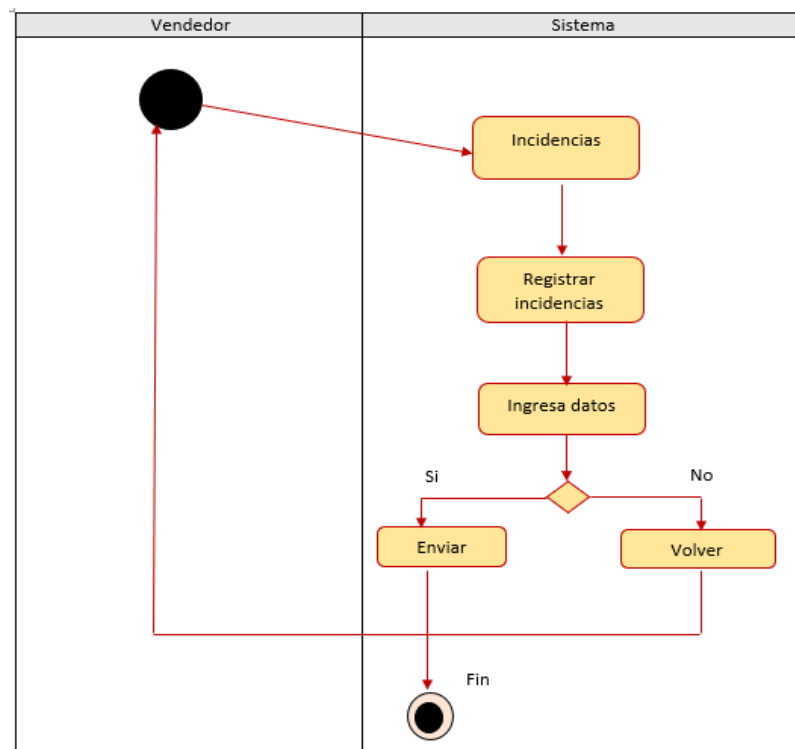 Vendedor
Sistema
Incidencias
Registrar
incidencias
Ingresa datos
Si
No
Enviar
Volver
Fin